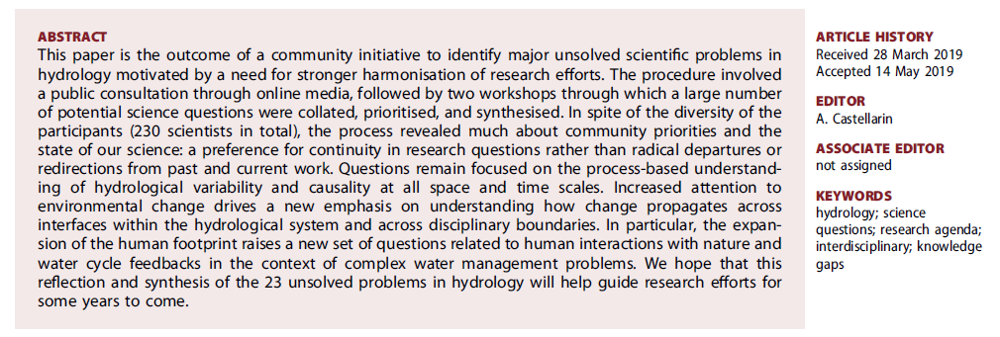 ABSTRACT
This paper is the outcome of a community initiative to identify major unsolved scientific problems in
hydrology motivated by a need for stronger harmonisation of research efforts. The procedure involved
a public consultation through online media, followed by two workshops through which a large number
of potential science questions were collated, prioritised, and synthesised. In spite of the diversity of the
participants (230 scientists in total), the process revealed much about community priorities and the
state of our science: a preference for continuity in research questions rather than radical departures or
redirections from past and current work. Questions remain focused on the process-based understand-
ing of hydrological variability and causality at all space and time scales. Increased attention to
environmental change drives a new emphasis on understanding how change propagates across
interfaces within the hydrological system and across disciplinary boundaries. In particular, the expan-
sion of the human footprint raises a new set of questions related to human interactions with nature and
water cycle feedbacks in the context of complex water management problems. We hope that this
reflection and synthesis of the 23 unsolved problems in hydrology will help guide research efforts for
some years to come.
ARTICLE HISTORY
Received 28 March 2019
Accepted 14 May 2019
EDITOR
A. Castellarin
ASSOCIATE EDITOR
not assigned
KEYWORDS
hydrology; science
questions; research agenda;
interdisciplinary; knowledge
gaps